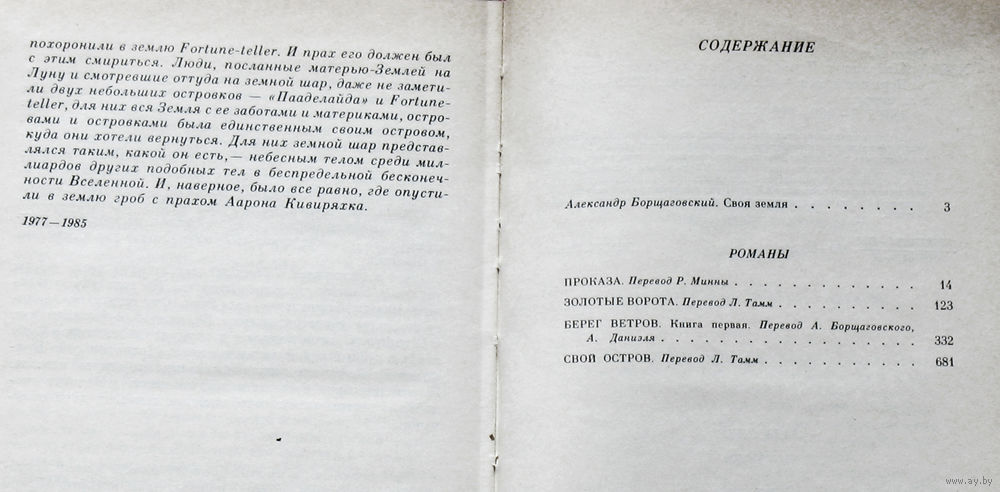 похоронили в землю Fortune-teller. И прах его должен был
с этим смириться. Люди, посланные матерью-Землей на
Луну и смотревшие оттуда на земной шар, даже не замети-
ли двух небольших островков — «Пааделайда» и Fortune-
teller, для них вся Земля с ее заботами и материками, остро-
вами и островками была единственным своим островом,
куда они хотели вернуться. Для них земной шар представ-
лялся таким, какой он есть,— небесным телом среди мил-
лиардов других подобных тел в беспредельной бесконеч-
ности Вселенной. И, наверное, было все равно, где опусти-
ли в землю гроб с прахом Аарона Кивиряхка.
1977—1985
СОДЕРЖАНИЕ
Александр Борщаговский. Своя земля . . . . . . . . 3
РОМАНЫ
ПРОКАЗА. Перевод Р. Минны . . . . . . . . . . . . . 14
ЗОЛОТЫЕ ВОРОТА. Перевод Л. Тамм . . . . . . . . . . 123
БЕРЕГ ВЕТРОВ. Книга первая. Перевод А. Борщаговского,
А. Даниэля . . . . . . . . . . . . . . . . . . 332
СВОЙ ОСТРОВ. Перевод Л. Тамм . . . . . . . . . . . 681
www.ay.by